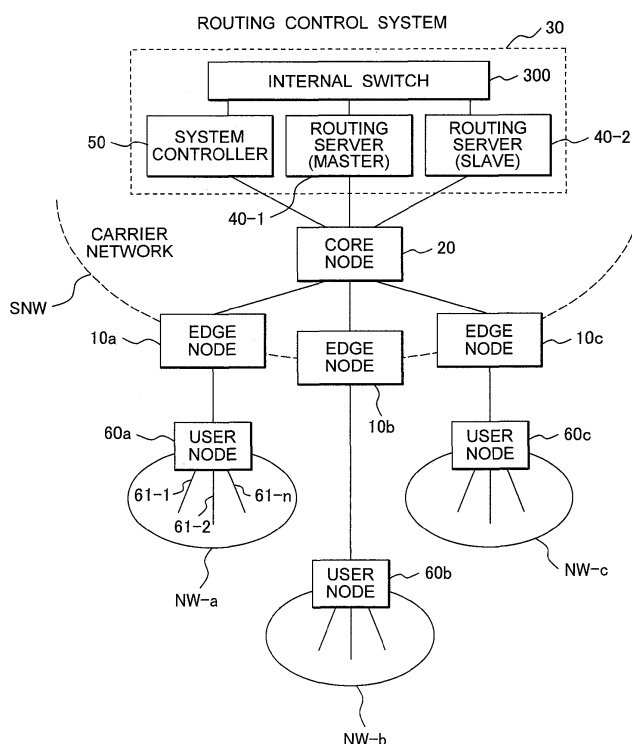 ROUTING CONTROL SYSTEM
30
INTERNAL SWITCH
300
50
SYSTEM
CONTROLLER
ROUTING
SERVER
(MASTER)
ROUTING
SERVER
(SLAVE)
40-2
40-1
CARRIER
NETWORK
CORE
NODE
20
SNW
10a
EDGE
NODE
EDGE
NODE
EDGE
NODE
10c
10b
60a
USER
NODE
USER
NODE
60c
61-1
61-n
61-2
NW-a
USER
NODE
60b
NW-c
NW-b